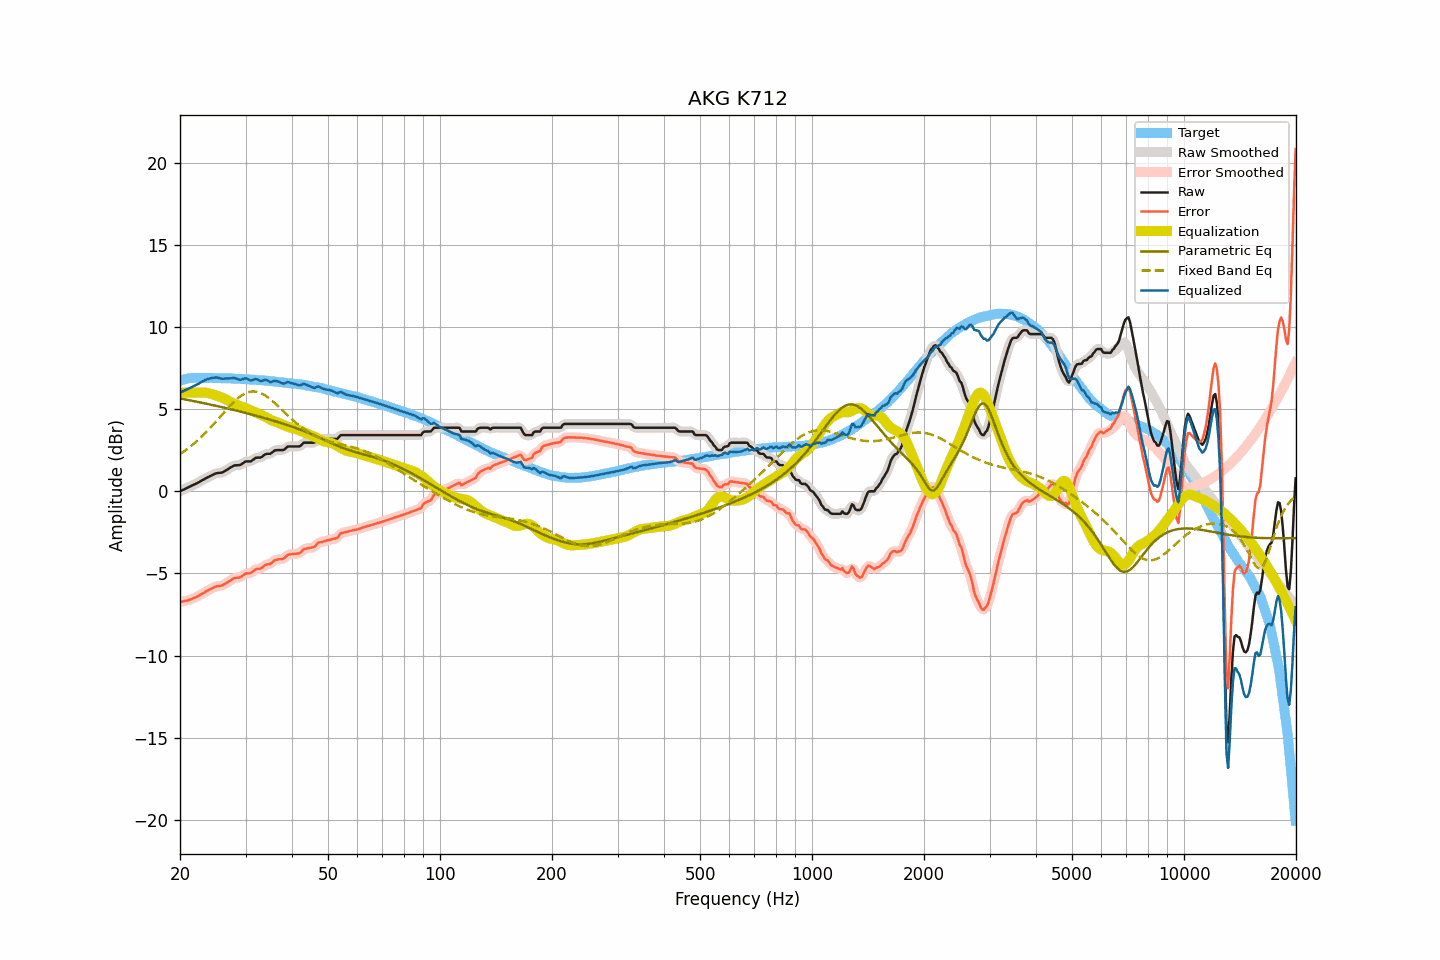 AKG K712
Amplitude (dBr)
20
15
10
5
0
−5
−10
−15
−20
Target
Raw Smoothed
Error Smoothed
Raw
Error
Equalization
Parametric Eq
Fixed Band Eq
Equalized
20 50 100 200 500 1000 2000 5000 10000 20000
Frequency (Hz)